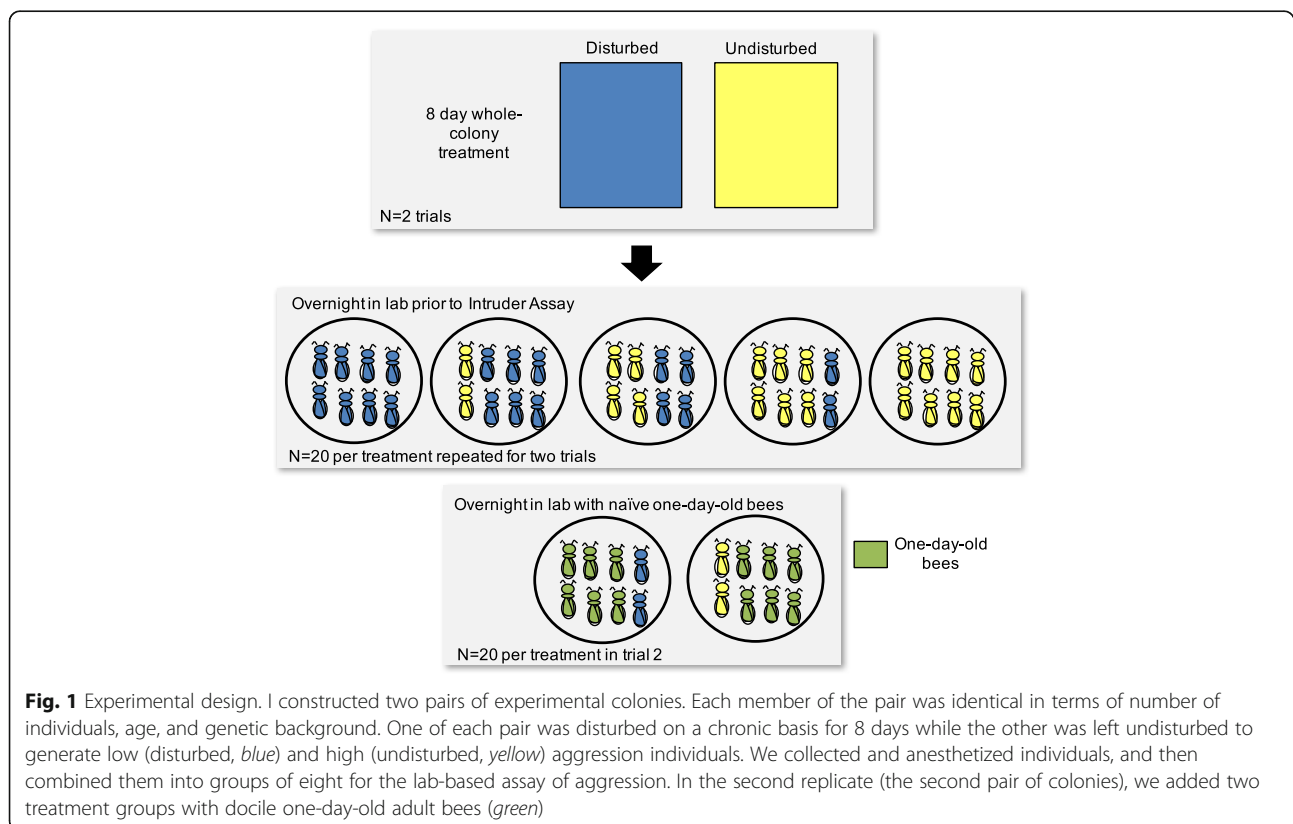 Disturbed
Undisturbed
8 day whole-
colony
treatment
N=2 trials
Overnight in lab prior to Intruder Assay
N=20 per treatment repeated for two trials
Overnight in lab with naïve one-day-old bees
One-day-old
bees
N=20 per treatment in trial 2
Fig. 1 Experimental design. I constructed two pairs of experimental colonies. Each member of the pair was identical in terms of number of
individuals, age, and genetic background. One of each pair was disturbed on a chronic basis for 8 days while the other was left undisturbed to
generate low (disturbed, blue) and high (undisturbed, yellow) aggression individuals. We collected and anesthetized individuals, and then
combined them into groups of eight for the lab-based assay of aggression. In the second replicate (the second pair of colonies), we added two
treatment groups with docile one-day-old adult bees (green)